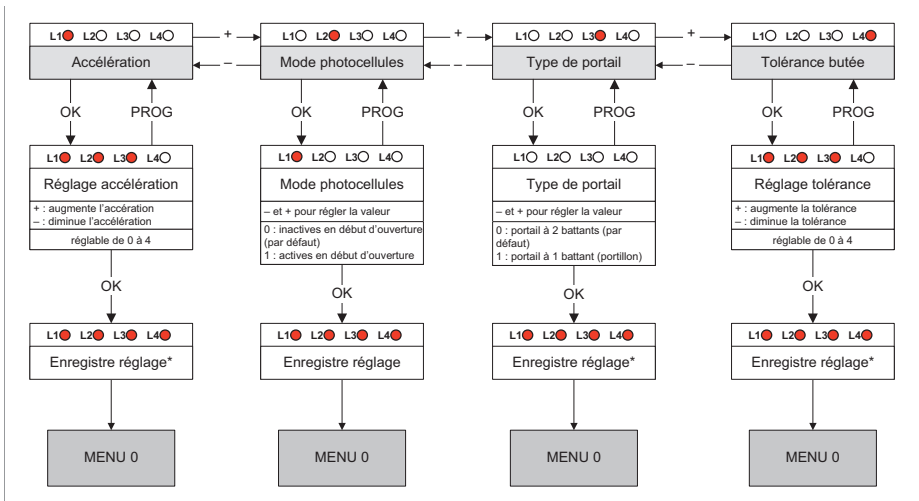 L1 L2 L3 L4
Accélération
+
–
L1 L2 L3 L4
Mode photocellules
+
–
L1 L2 L3 L4
Type de portail
+
–
L1 L2 L3 L4
Tolérance butée
OK PROG
OK PROG
OK PROG
OK PROG
L1 L2 L3 L4
Réglage accélération
+ : augmente l’accération
– : diminue l’accélération
réglable de 0 à 4
L1 L2 L3 L4
Mode photocellules
– et + pour régler la valeur
0 : inactives en début d’ouverture
(par défaut)
1 : actives en début d’ouverture
L1 L2 L3 L4
Type de portail
– et + pour régler la valeur
0 : portail à 2 battants (par
défaut)
1 : portail à 1 battant (portillon)
L1 L2 L3 L4
Réglage tolérance
+ : augmente la tolérance
– : diminue la tolérance
réglable de 0 à 4
OK
OK
OK
OK
L1 L2 L3 L4
Enregistre réglage*
L1 L2 L3 L4
Enregistre réglage
L1 L2 L3 L4
Enregistre réglage*
L1 L2 L3 L4
Enregistre réglage*
MENU 0
MENU 0
MENU 0
MENU 0